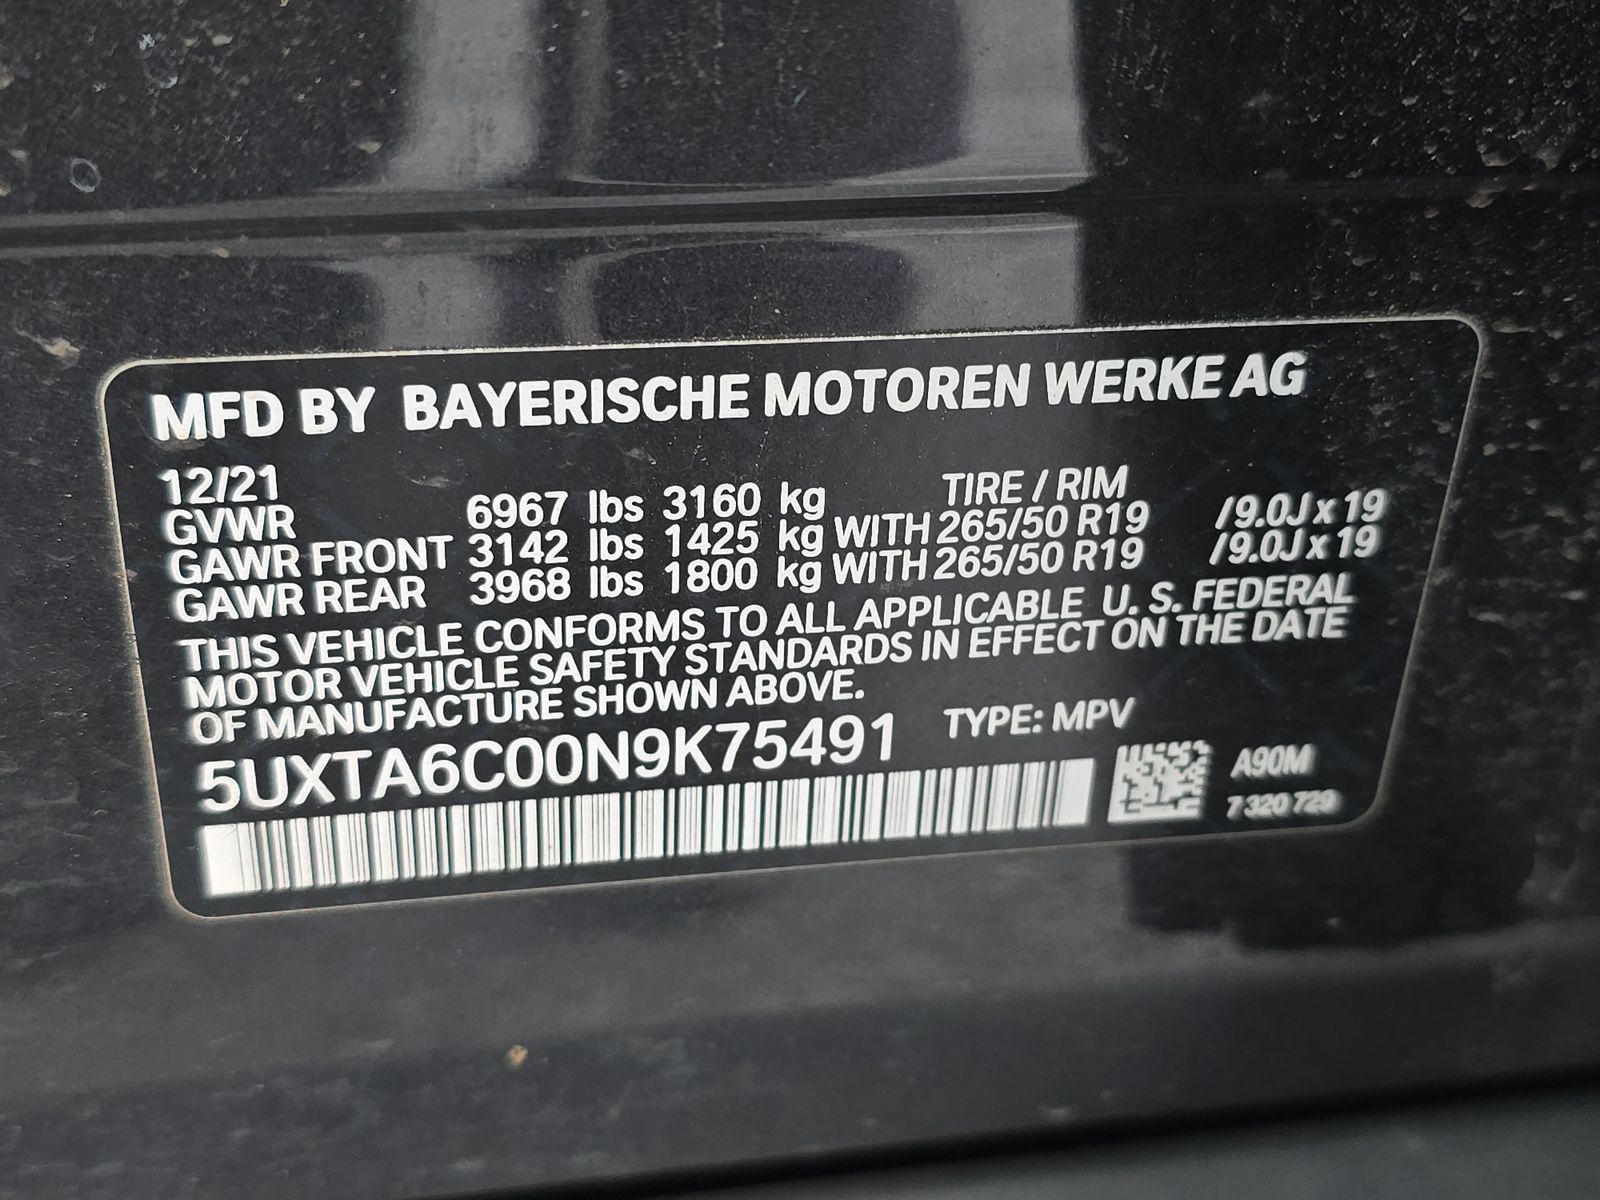 MFD BY BAYERISCHE MOTOREN WERKE AG
12/21 TIRE / RIM
GVWR 6967 lbs 3160 kg
GAWR FRONT 3142 lbs 1425 kg WITH 265/50 R19 /9.0J x 19
GAWR REAR 3968 lbs 1800 kg WITH 265/50 R19 /9.0J x 19
THIS VEHICLE CONFORMS TO ALL APPLICABLE U. S. FEDERAL
MOTOR VEHICLE SAFETY STANDARDS IN EFFECT ON THE DATE
OF MANUFACTURE SHOWN ABOVE.
5UXTA6C00N9K75491 TYPE: MPV
A90M
7 320 729